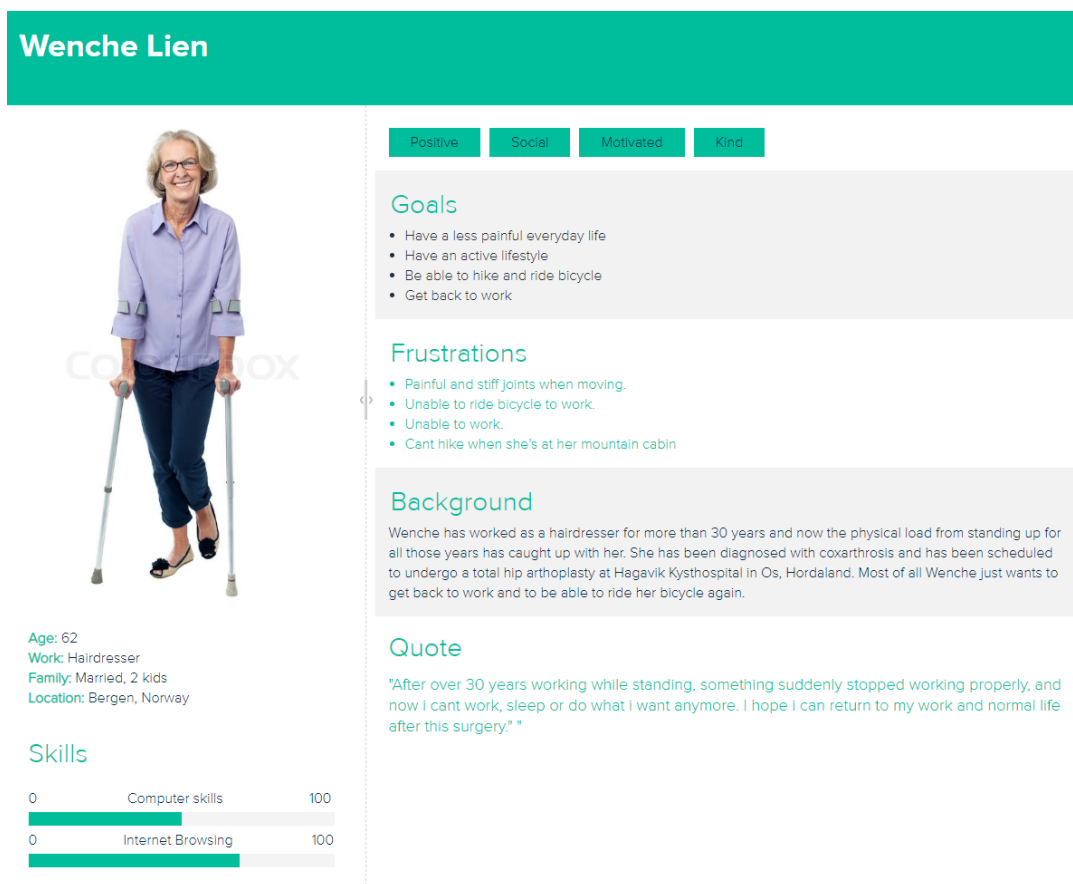 Wenche Lien
Positive
Social
Motivated
Kind
Goals
Have a less painful everyday life
Have an active lifestyle
Be able to hike and ride bicycle
Get back to work
Frustrations
Painful and stiff joints when moving.
Unable to ride bicycle to work.
Unable to work.
Cant hike when she's at her mountain cabin
Background
Wenche has worked as a hairdresser for more than 30 years and now the physical load from standing up for
all those years has caught up with her. She has been diagnosed with coxarthrosis and has been scheduled
to undergo a total hip arthoplasty at Hagavik Kysthospital in Os, Hordaland. Most of all Wenche just wants to
get back to work and to be able to ride her bicycle again.
Quote
"After over 30 years working while standing, something suddenly stopped working properly, and
now i cant work, sleep or do what i want anymore. I hope i can return to my work and normal life
after this surgery." "
Age: 62
Work: Hairdresser
Family: Married, 2 kids
Location: Bergen, Norway
Skills
0 Computer skills 100
0 Internet Browsing 100